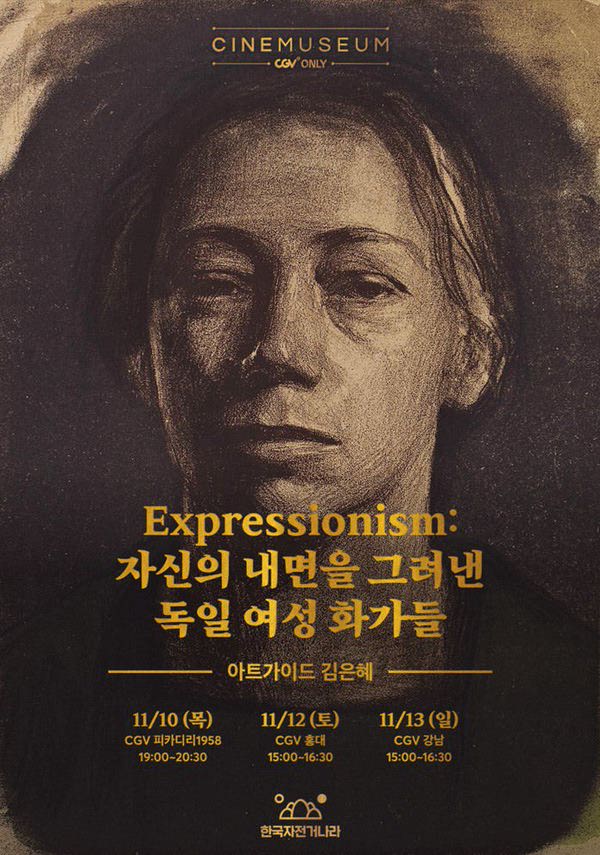 CINEMUSEUM
CGV ONLY
Expressionism:
자신의 내면을 그려낸
독일 여성 화가들
아트가이드 김은혜
11/10 (목) 11/12 (토) 11/13 (일)
CGV 피카디리1958 CGV 홍대 CGV 강남
19:00~20:30 15:00~16:30 15:00~16:30
한국자전거나라